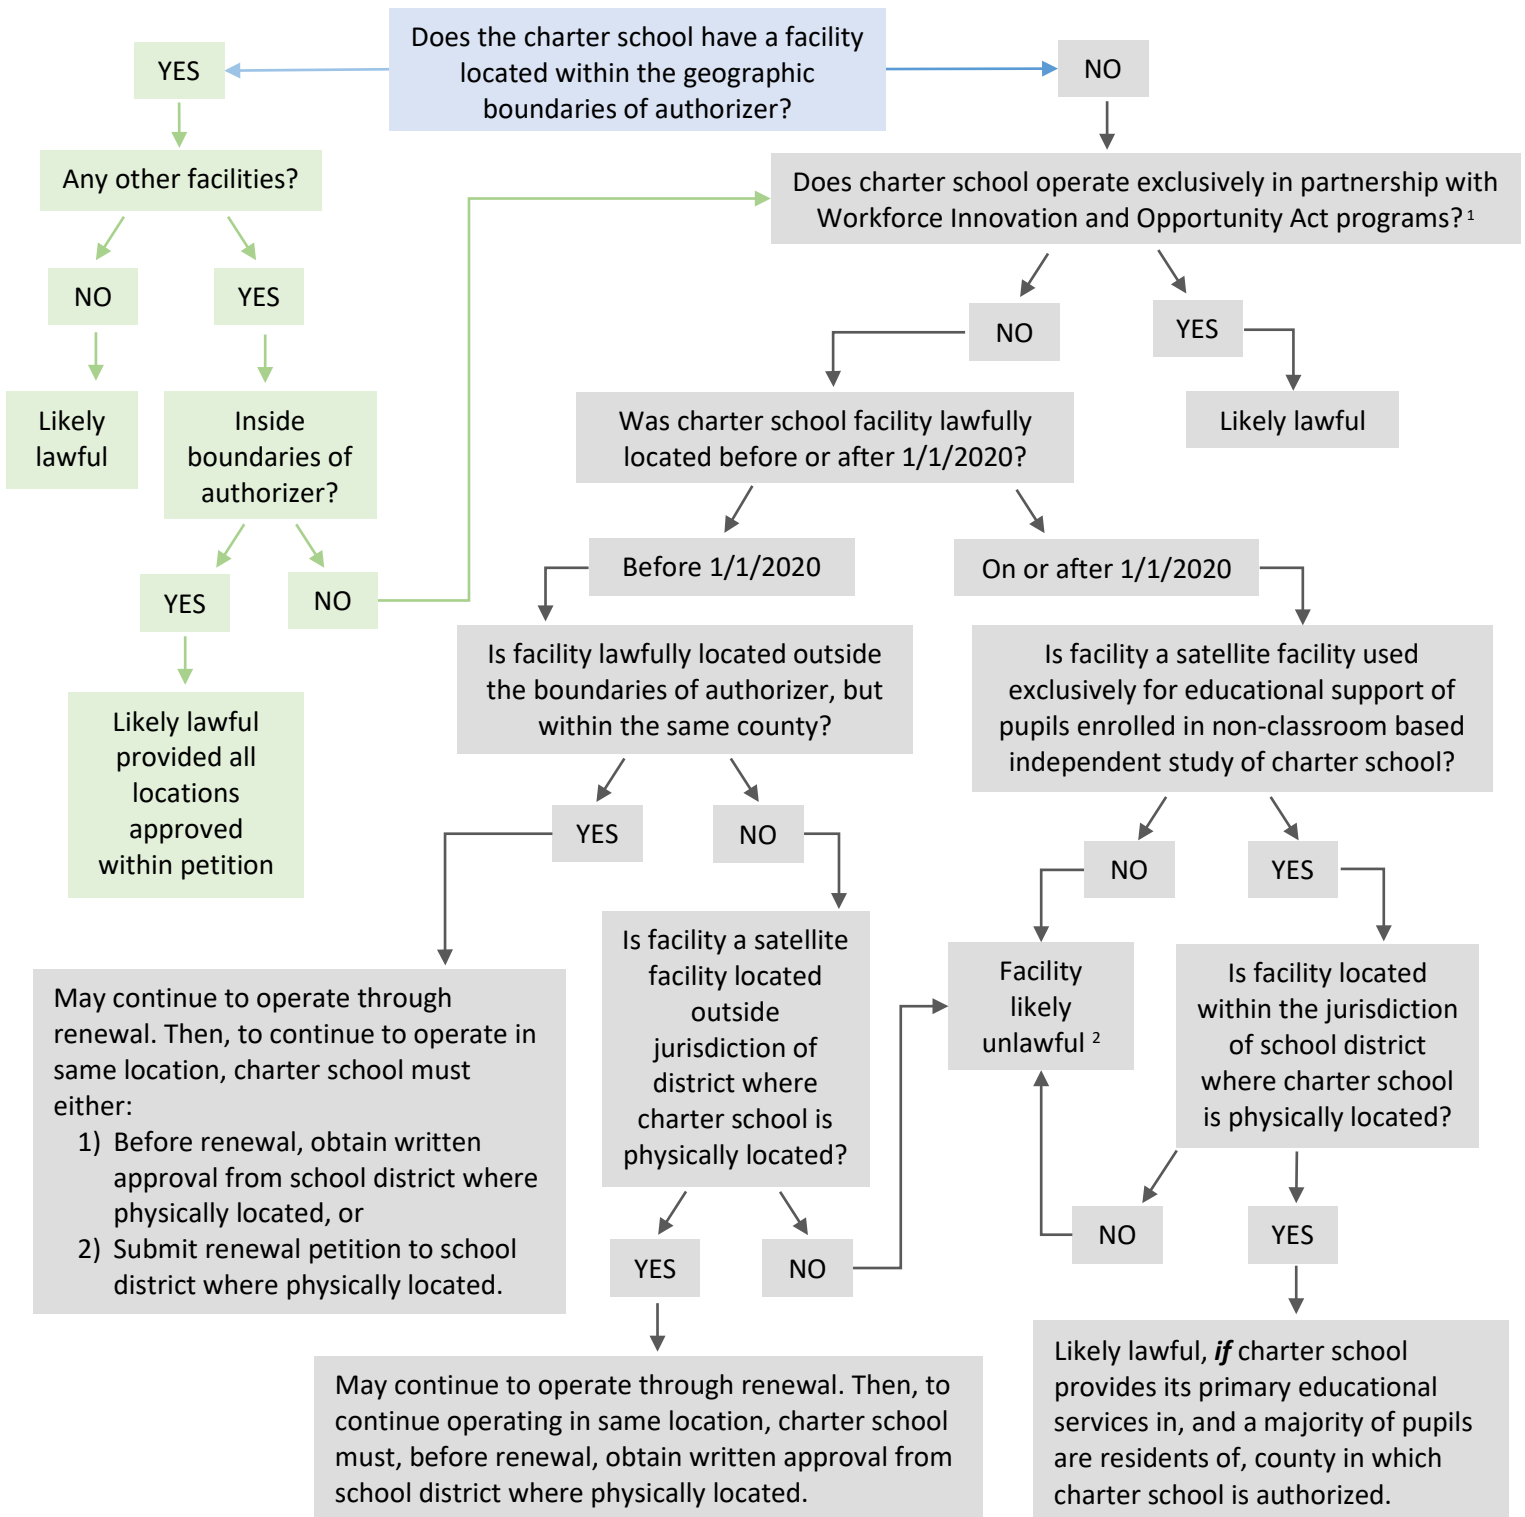 Does the charter school have a facility
located within the geographic
boundaries of authorizer?
YES
NO
Any other facilities?
NO
YES
Likely
lawful
Inside
boundaries of
authorizer?
YES
NO
Likely lawful
provided all
locations
approved
within petition
Does charter school operate exclusively in partnership with
Workforce Innovation and Opportunity Act programs? 1
NO
YES
Likely lawful
Was charter school facility lawfully
located before or after 1/1/2020?
Before 1/1/2020
On or after 1/1/2020
Is facility lawfully located outside
the boundaries of authorizer, but
within the same county?
YES
NO
May continue to operate through
renewal. Then, to continue to operate in
same location, charter school must
either:
1) Before renewal, obtain written
approval from school district where
physically located, or
2) Submit renewal petition to school
district where physically located.
Is facility a satellite
facility located
outside
jurisdiction of
district where
charter school is
physically located?
YES
NO
May continue to operate through renewal. Then, to
continue operating in same location, charter school
must, before renewal, obtain written approval from
school district where physically located.
Is facility a satellite facility used
exclusively for educational support of
pupils enrolled in non-classroom based
independent study of charter school?
NO
YES
Facility
likely
unlawful 2
Is facility located
within the jurisdiction
of school district
where charter school
is physically located?
NO
YES
Likely lawful, if charter school
provides its primary educational
services in, and a majority of pupils
are residents of, county in which
charter school is authorized.